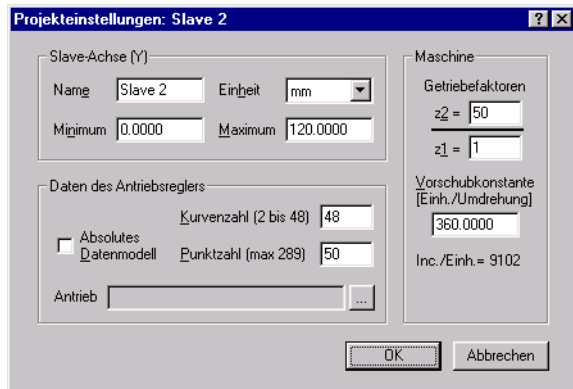 Projekteinstellungen: Slave 2
Slave-Achse (Y)
Name Slave 2 Einheit mm
Minimum 0.0000 Maximum 120.0000
Daten des Antriebsreglers
Kurvenzahl (2 bis 48) 48
Absolutes
Datenmodell
Punktzahl (max 289) 50
Antrieb ...
Maschine
Getriebefaktoren
z2 = 50
z1 = 1
Vorschubkonstante
[Einh./Umdrehung]
360.0000
Inc./Einh.= 9102
OK Abbrechen